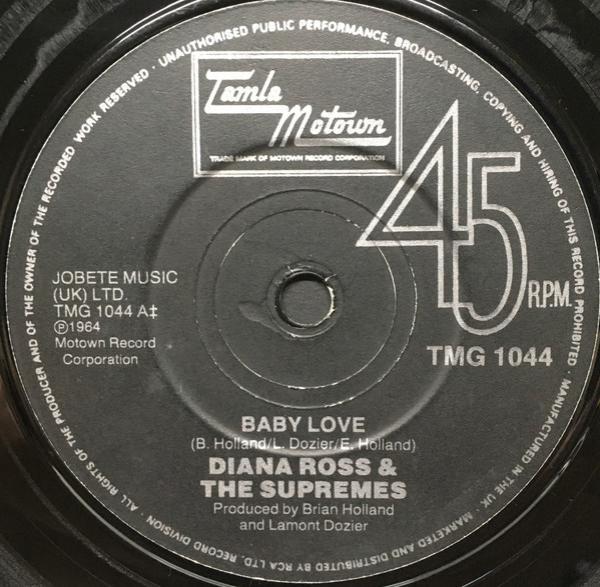 · ALL RIGHTS OF THE PRODUCER AND OF THE OWNER OF THE RECORDED WORK RESERVED · UNAUTHORISED PUBLIC PERFORMANCE, BROADCASTING, COPYING AND HIRING OF THIS RECORD PROHIBITED · MANUFACTURED IN THE UK · MARKETED AND DISTRIBUTED BY RCA LTD. RECORD DIVISION
Tamla
Motown
TRADE MARK OF MOTOWN RECORD CORPORATION
45
R.P.M.
JOBETE MUSIC
(UK) LTD.
TMG 1044 A‡
Ⓟ1964
Motown Record
Corporation
TMG 1044
BABY LOVE
(B. Holland/L. Dozier/E. Holland)
DIANA ROSS &
THE SUPREMES
Produced by Brian Holland
and Lamont Dozier